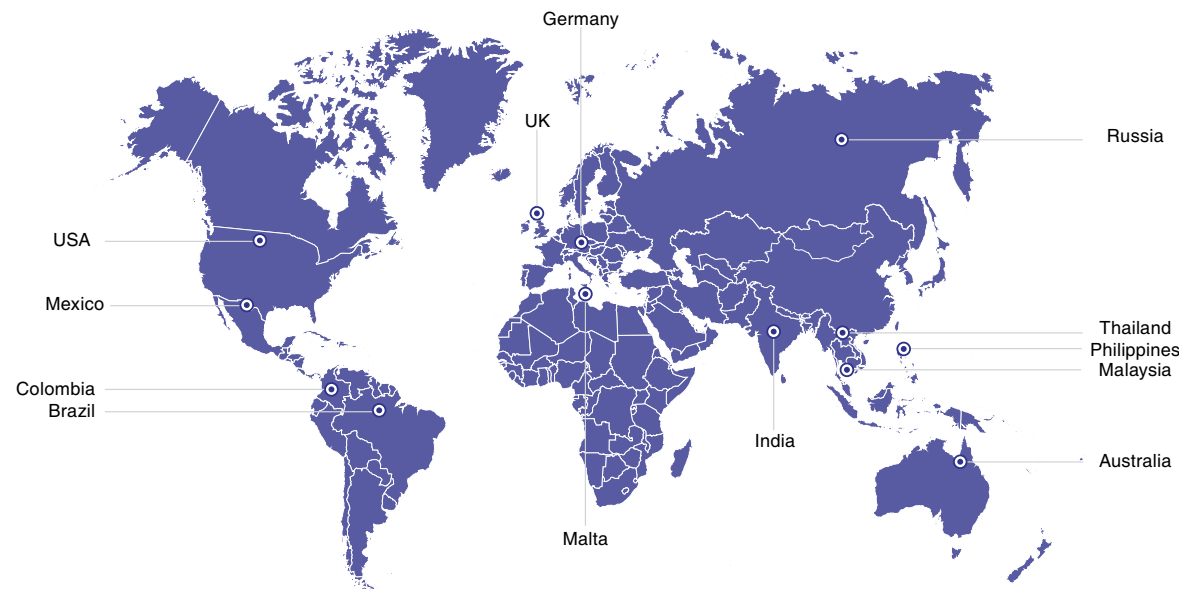 Germany
UK
Russia
USA
Mexico
Thailand
Philippines
Malaysia
Colombia
Brazil
India
Australia
Malta